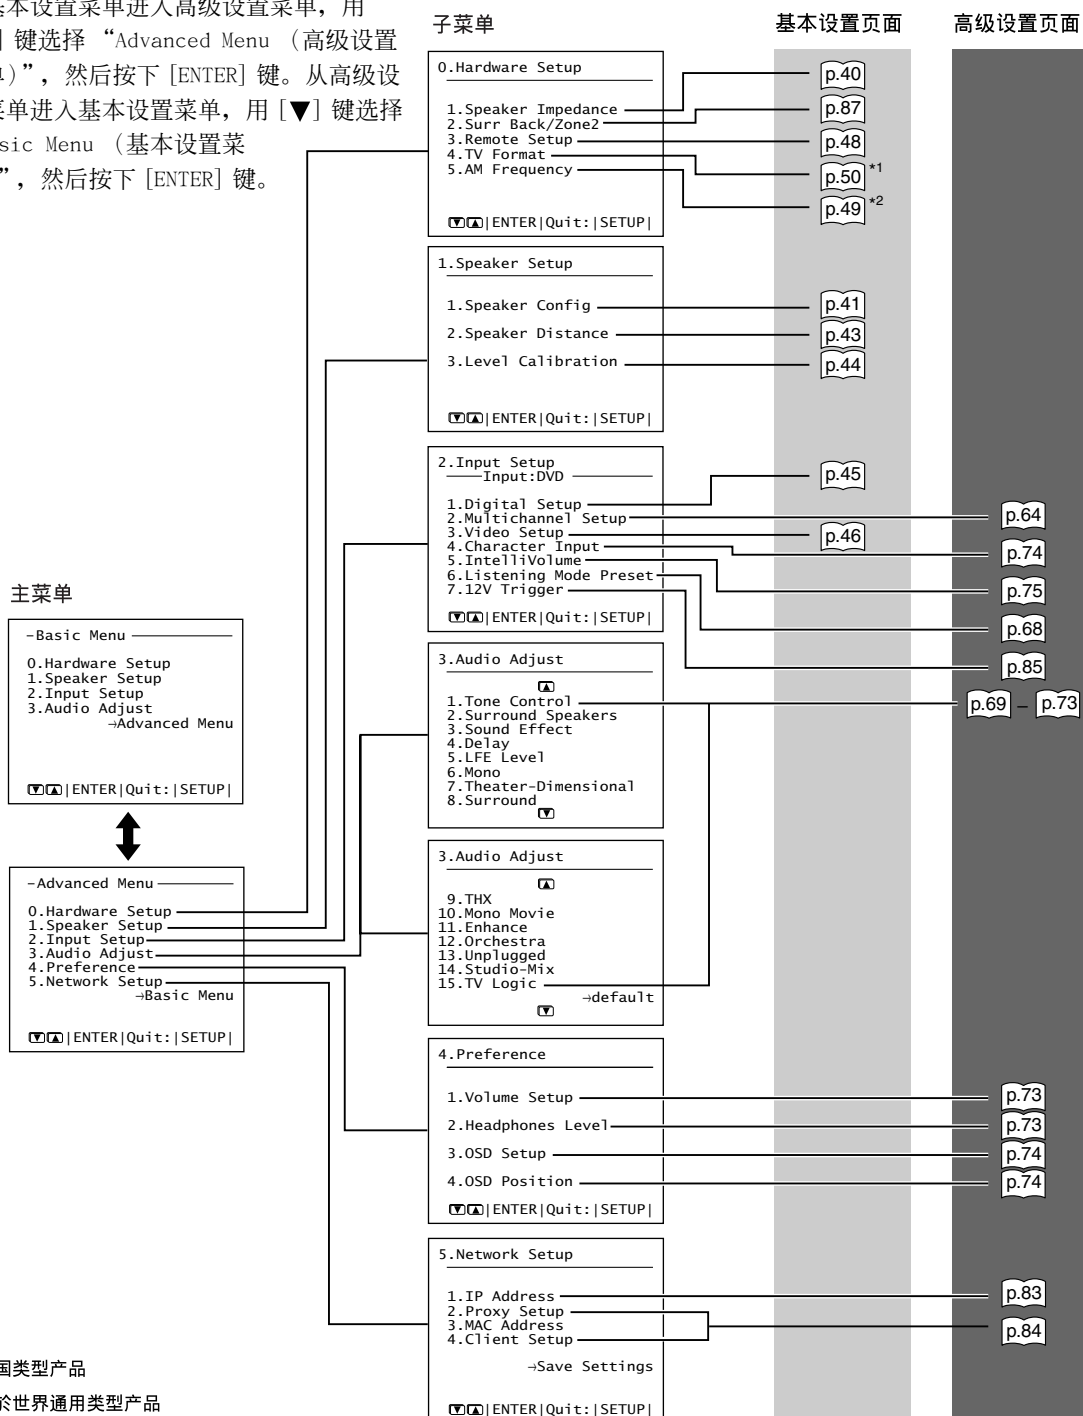 基本设置菜单进入高级设置菜单，用
] 键选择 “Advanced Menu （高级设置
)”，然后按下 [ENTER] 键。从高级设
菜单进入基本设置菜单，用 [▼] 键选择
sic Menu （基本设置菜
”，然后按下 [ENTER] 键。
子菜单
基本设置页面
高级设置页面
0.Hardware Setup
1.Speaker Impedance
2.Surr Back/Zone2
3.Remote Setup
4.TV Format
5.AM Frequency
▼▲|ENTER|Quit:|SETUP|
p.40
p.87
p.48
p.50 *1
p.49 *2
1.Speaker Setup
1.Speaker Config
2.Speaker Distance
3.Level Calibration
▼▲|ENTER|Quit:|SETUP|
p.41
p.43
p.44
2.Input Setup
Input:DVD
1.Digital Setup
2.Multichannel Setup
3.Video Setup
4.Character Input
5.IntelliVolume
6.Listening Mode Preset
7.12V Trigger
▼▲|ENTER|Quit:|SETUP|
p.45
p.46
p.64
p.74
p.75
p.68
p.85
主菜单
-Basic Menu
0.Hardware Setup
1.Speaker Setup
2.Input Setup
3.Audio Adjust
→Advanced Menu
▼▲|ENTER|Quit:|SETUP|
-Advanced Menu
0.Hardware Setup
1.Speaker Setup
2.Input Setup
3.Audio Adjust
4.Preference
5.Network Setup
→Basic Menu
▼▲|ENTER|Quit:|SETUP|
3.Audio Adjust
▲
1.Tone Control
2.Surround Speakers
3.Sound Effect
4.Delay
5.LFE Level
6.Mono
7.Theater-Dimensional
8.Surround
▼
p.69 – p.73
3.Audio Adjust
▲
9.THX
10.Mono Movie
11.Enhance
12.Orchestra
13.Unplugged
14.Studio-Mix
15.TV Logic
→default
▼
4.Preference
1.Volume Setup
2.Headphones Level
3.OSD Setup
4.OSD Position
▼▲|ENTER|Quit:|SETUP|
p.73
p.73
p.74
p.74
5.Network Setup
1.IP Address
2.Proxy Setup
3.MAC Address
4.Client Setup
→Save Settings
▼▲|ENTER|Quit:|SETUP|
p.83
p.84
国类型产品
於世界通用类型产品